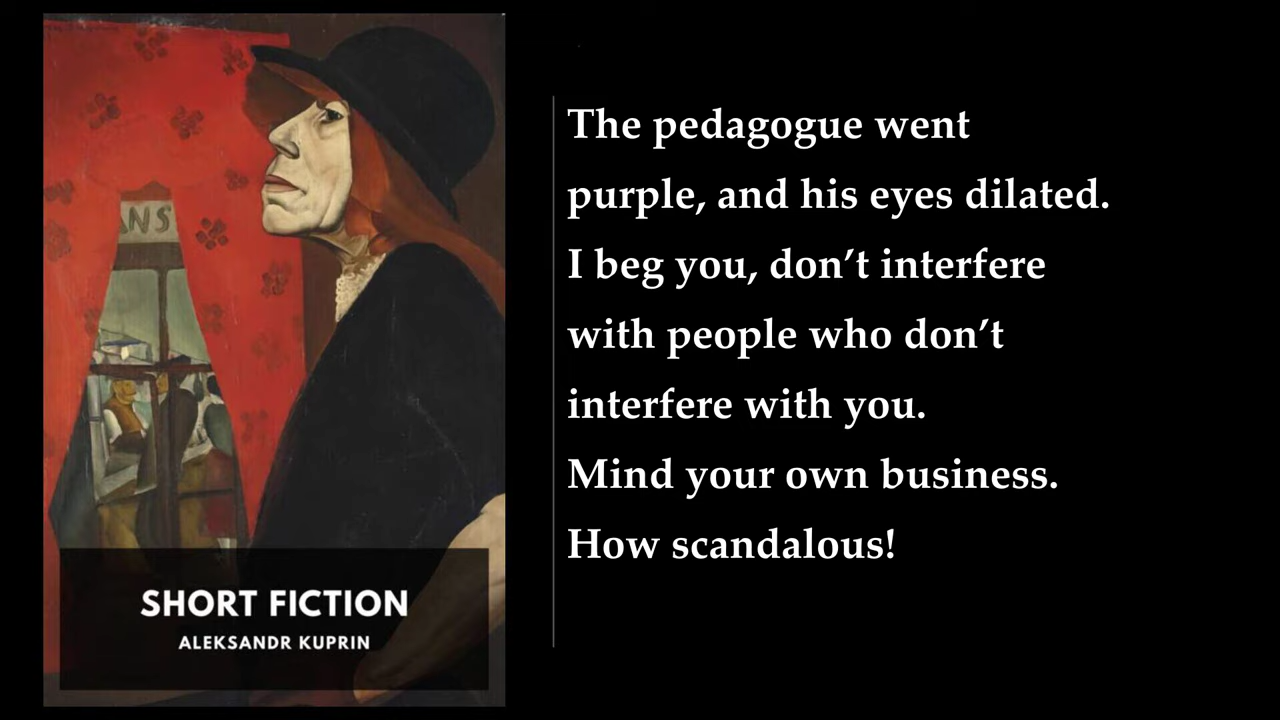 ANS
SHORT FICTION
ALEKSANDR KUPRIN
The pedagogue went
purple, and his eyes dilated.
I beg you, don’t interfere
with people who don’t
interfere with you.
Mind your own business.
How scandalous!